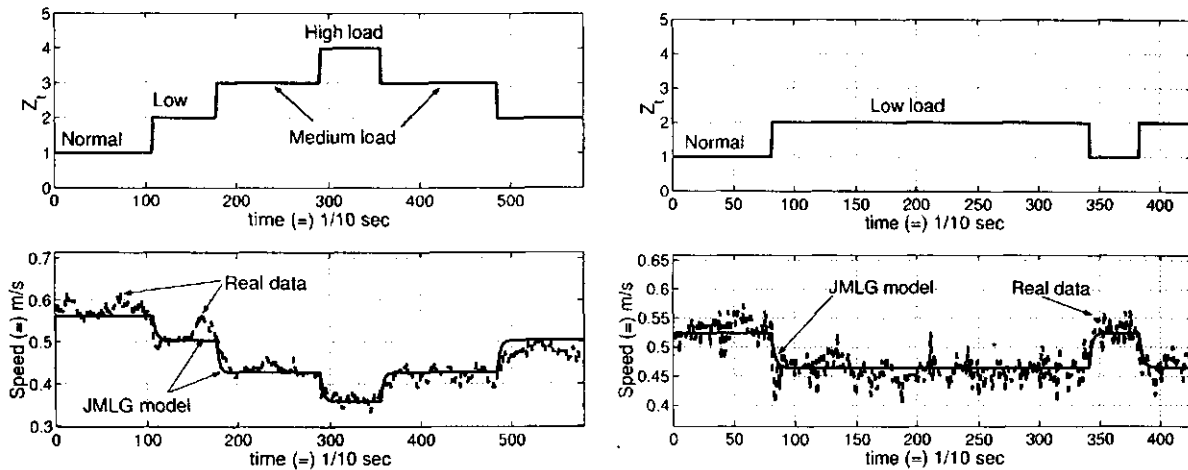 High load
5
4
3
2
1
0
Z_t
Low
Normal
Medium load
0 100 200 300 400 500
time (=) 1/10 sec
5
4
3
2
1
0
Z_t
Low load
Normal
0 50 100 150 200 250 300 350 400
time (=) 1/10 sec
0.7
0.6
0.5
0.4
0.3
Speed (=) m/s
Real data
JMLG model
0 100 200 300 400 500
time (=) 1/10 sec
0.65
0.6
0.55
0.5
0.45
0.4
Speed (=) m/s
JMLG model
Real data
0 50 100 150 200 250 300 350 400
time (=) 1/10 sec